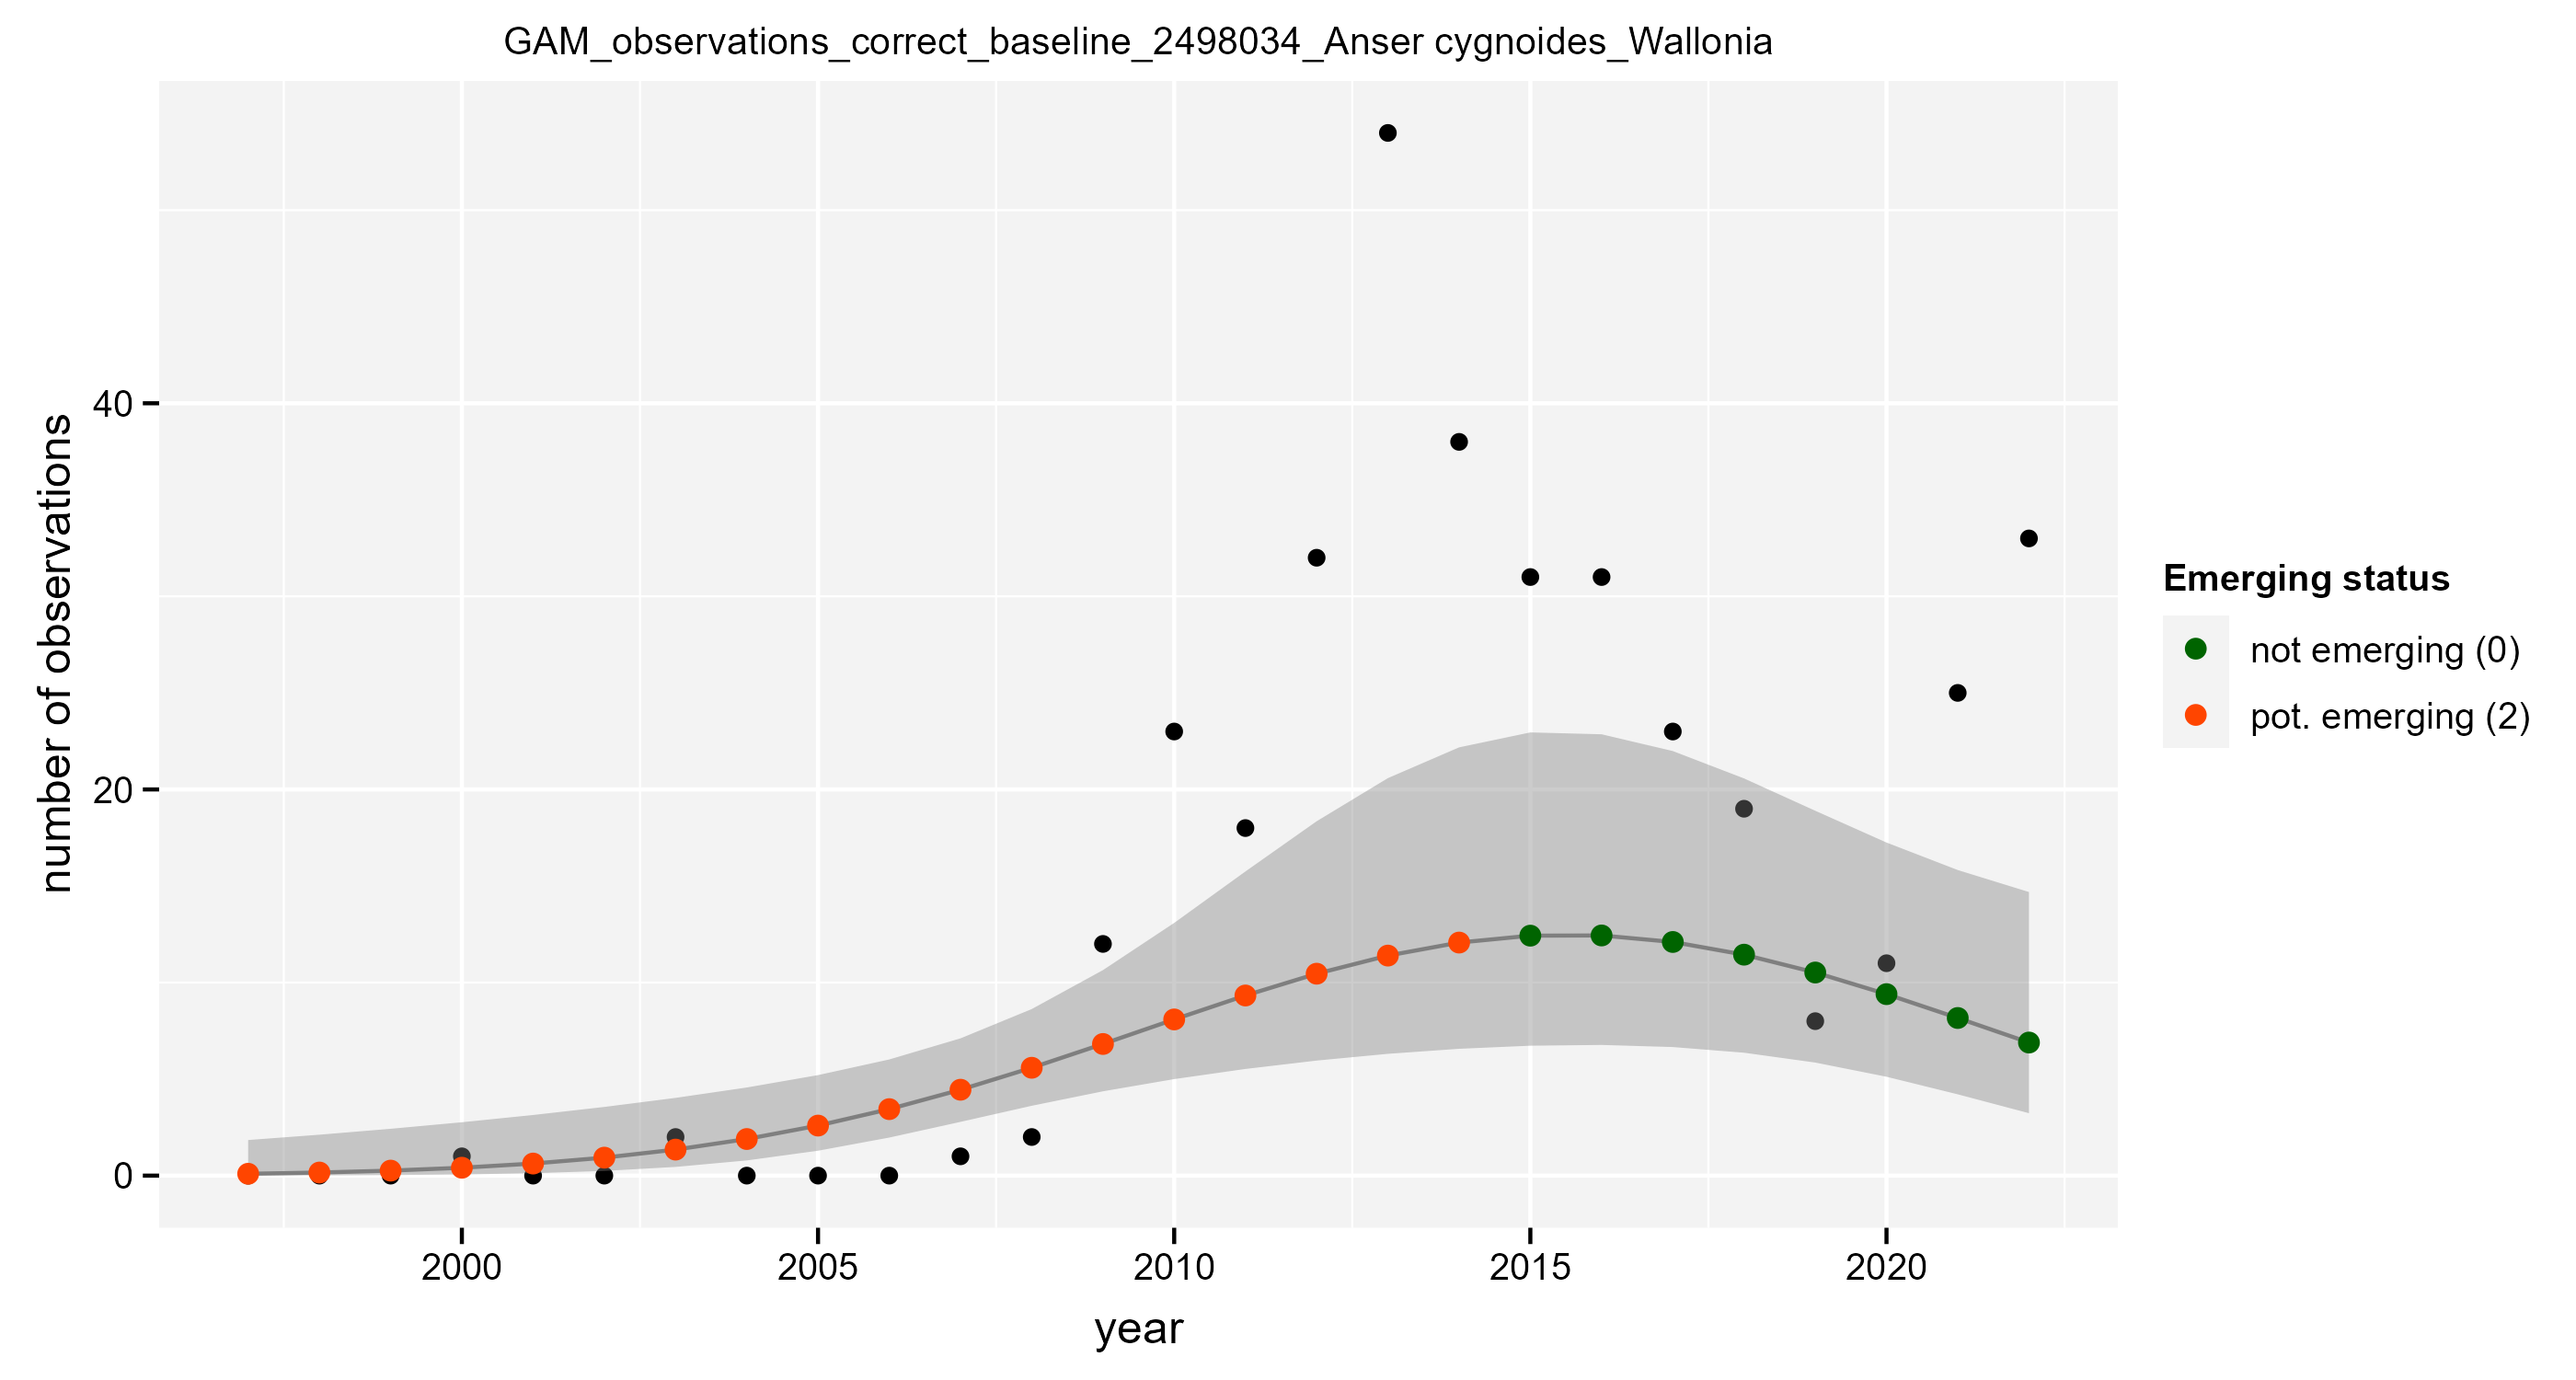 GAM_observations_correct_baseline_2498034_Anser cygnoides_Wallonia
number of observations
40
20
0
2000
2005
2010
2015
2020
year
Emerging status
not emerging (0)
pot. emerging (2)